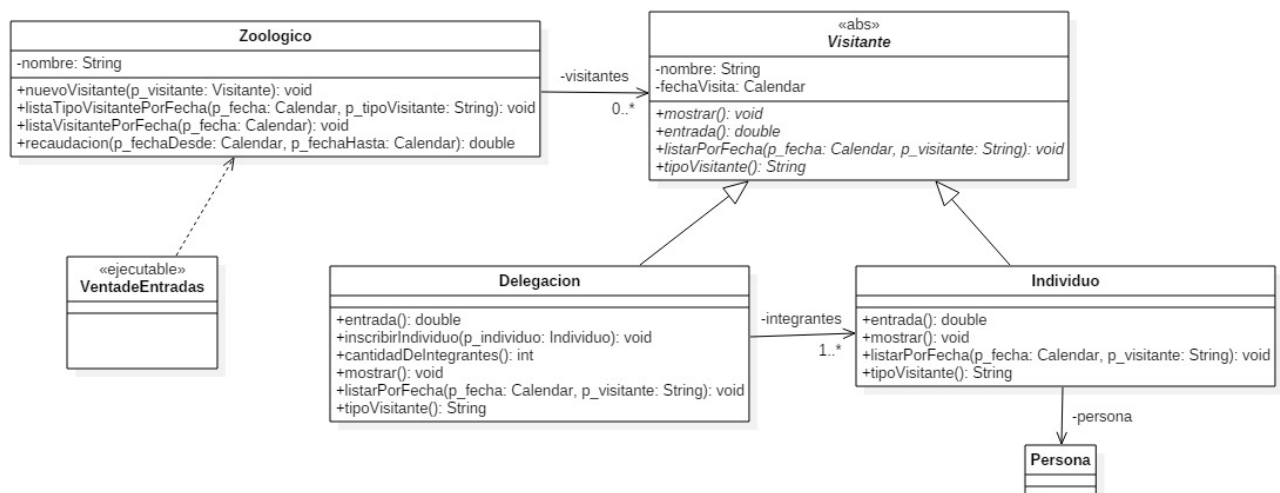 Zoologico
-nombre: String
+nuevoVisitante(p_visitante: Visitante): void
+listaTipoVisitantePorFecha(p_fecha: Calendar, p_tipoVisitante: String): void
+listaVisitantePorFecha(p_fecha: Calendar): void
+recaudacion(p_fechaDesde: Calendar, p_fechaHasta: Calendar): double
-visitantes
0..*
«abs»
Visitante
-nombre: String
-fechaVisita: Calendar
+mostrar(): void
+entrada(): double
+listarPorFecha(p_fecha: Calendar, p_visitante: String): void
+tipoVisitante(): String
«ejecutable»
VentadeEntradas
Delegacion
+entrada(): double
+inscribirIndividuo(p_individuo: Individuo): void
+cantidadDeIntegrantes(): int
+mostrar(): void
+listarPorFecha(p_fecha: Calendar, p_visitante: String): void
+tipoVisitante(): String
-integrantes
1..*
Individuo
+entrada(): double
+mostrar(): void
+listarPorFecha(p_fecha: Calendar, p_visitante: String): void
+tipoVisitante(): String
-persona
Persona